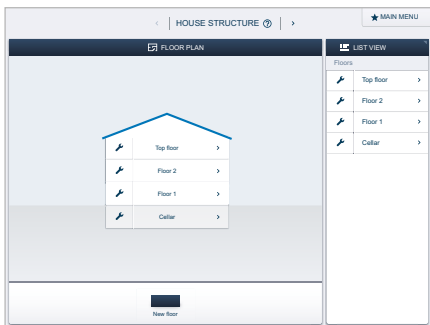 HOUSE STRUCTURE
MAIN MENU
FLOOR PLAN
Top floor
Floor 2
Floor 1
Cellar
New floor
LIST VIEW
Floors
Top floor
Floor 2
Floor 1
Cellar